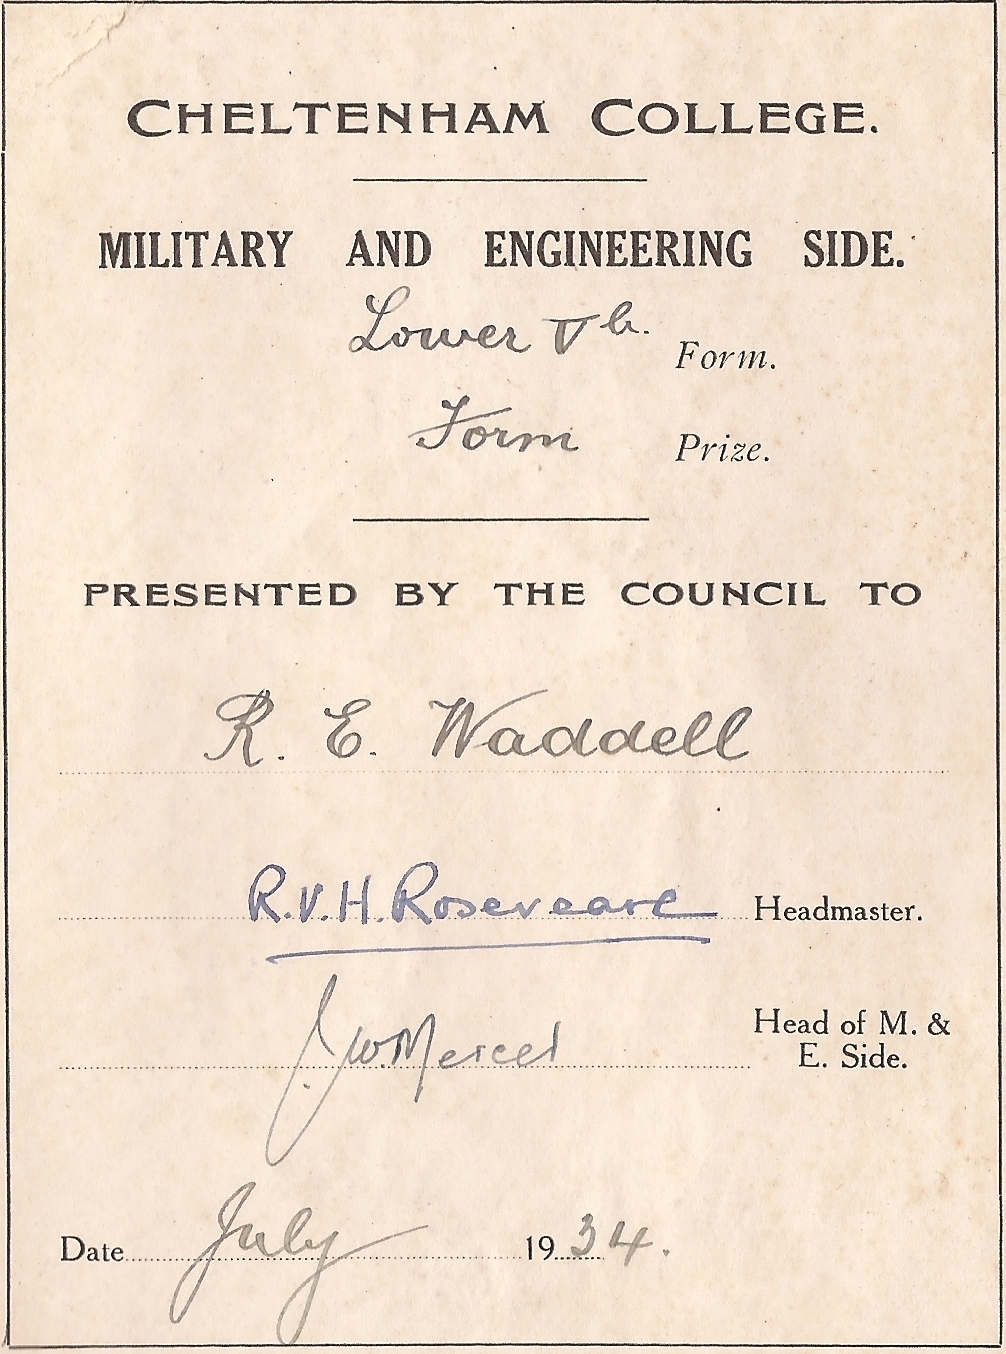 CHELTENHAM COLLEGE.
MILITARY AND ENGINEERING SIDE.
Lower Vb. Form.
Form Prize.
PRESENTED BY THE COUNCIL TO
R. E. Waddell
R.V.H. Roseveare Headmaster.
J.W. Mercer Head of M. &
E. Side.
Date July 1934.